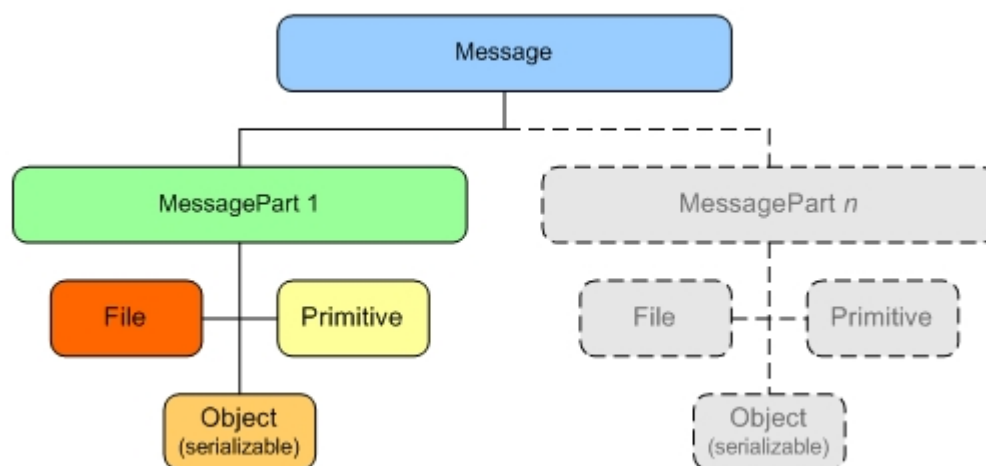 Message
MessagePart 1
MessagePart n
File
Primitive
File
Primitive
Object
(serializable)
Object
(serializable)